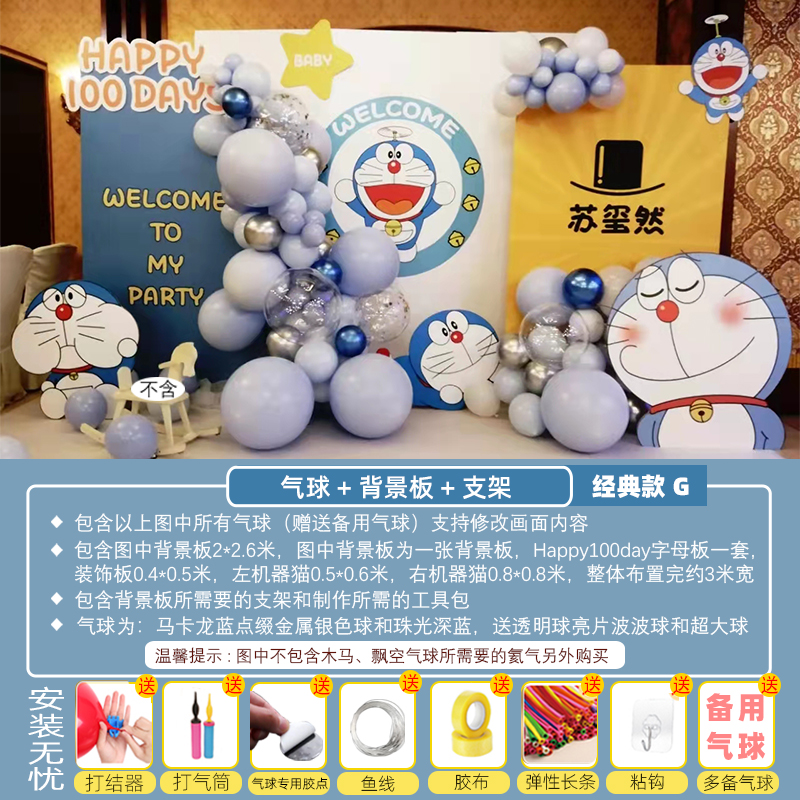 HAPPY
100 DAYS
BABY
WELCOME
WELCOME
TO
MY
PARTY
苏玺然
不含
气球 + 背景板 + 支架
经典款 G
◆ 包含以上图中所有气球（赠送备用气球）支持修改画面内容
◆ 包含图中背景板2*2.6米，图中背景板为一张背景板，Happy100day字母板一套，
装饰板0.4*0.5米，左机器猫0.5*0.6米，右机器猫0.8*0.8米，整体布置完约3米宽
◆ 包含背景板所需要的支架和制作所需的工具包
◆ 气球为：马卡龙蓝点缀金属银色球和珠光深蓝，送透明球亮片波波球和超大球
温馨提示 : 图中不包含木马、飘空气球所需要的氦气另外购买
安装无忧
送 送 送 送 送 送 送 送
备用
气球
打结器 打气筒 气球专用胶点 鱼线 胶布 弹性长条 粘钩 多备气球